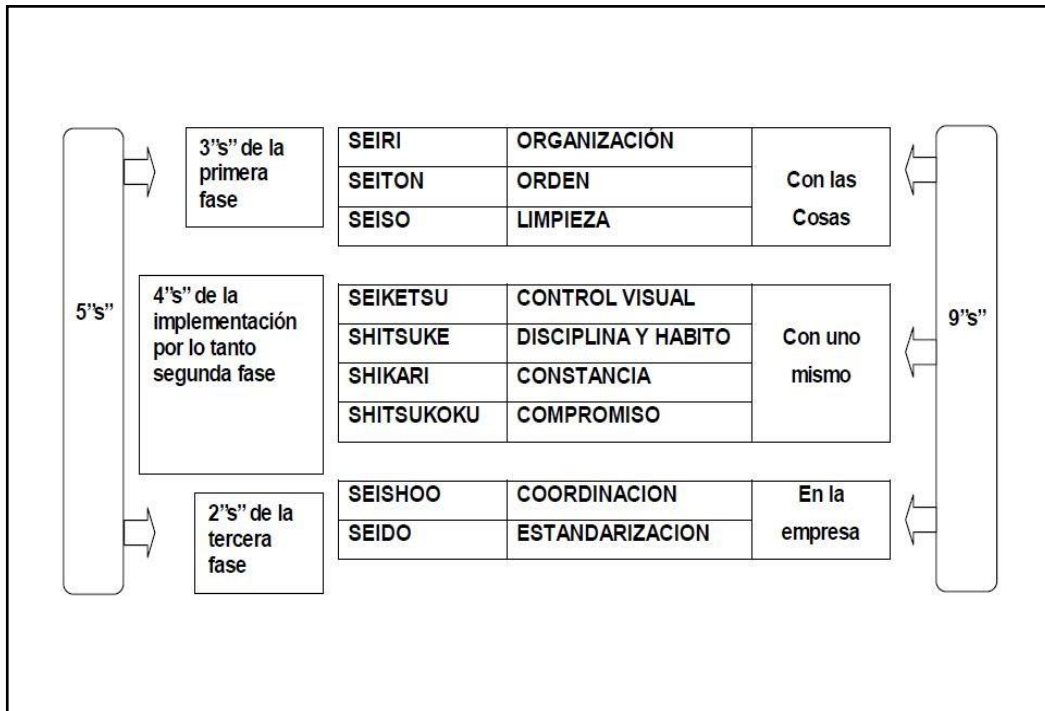 5”s”
3”s” de la
primera
fase
SEIRI ORGANIZACIÓN
SEITON ORDEN
SEISO LIMPIEZA
Con las
Cosas
4”s” de la
implementación
por lo tanto
segunda fase
SEIKETSU CONTROL VISUAL
SHITSUKE DISCIPLINA Y HABITO
SHIKARI CONSTANCIA
SHITSUKOKU COMPROMISO
Con uno
mismo
2”s” de la
tercera
fase
SEISHOO COORDINACION
SEIDO ESTANDARIZACION
En la
empresa
9”s”